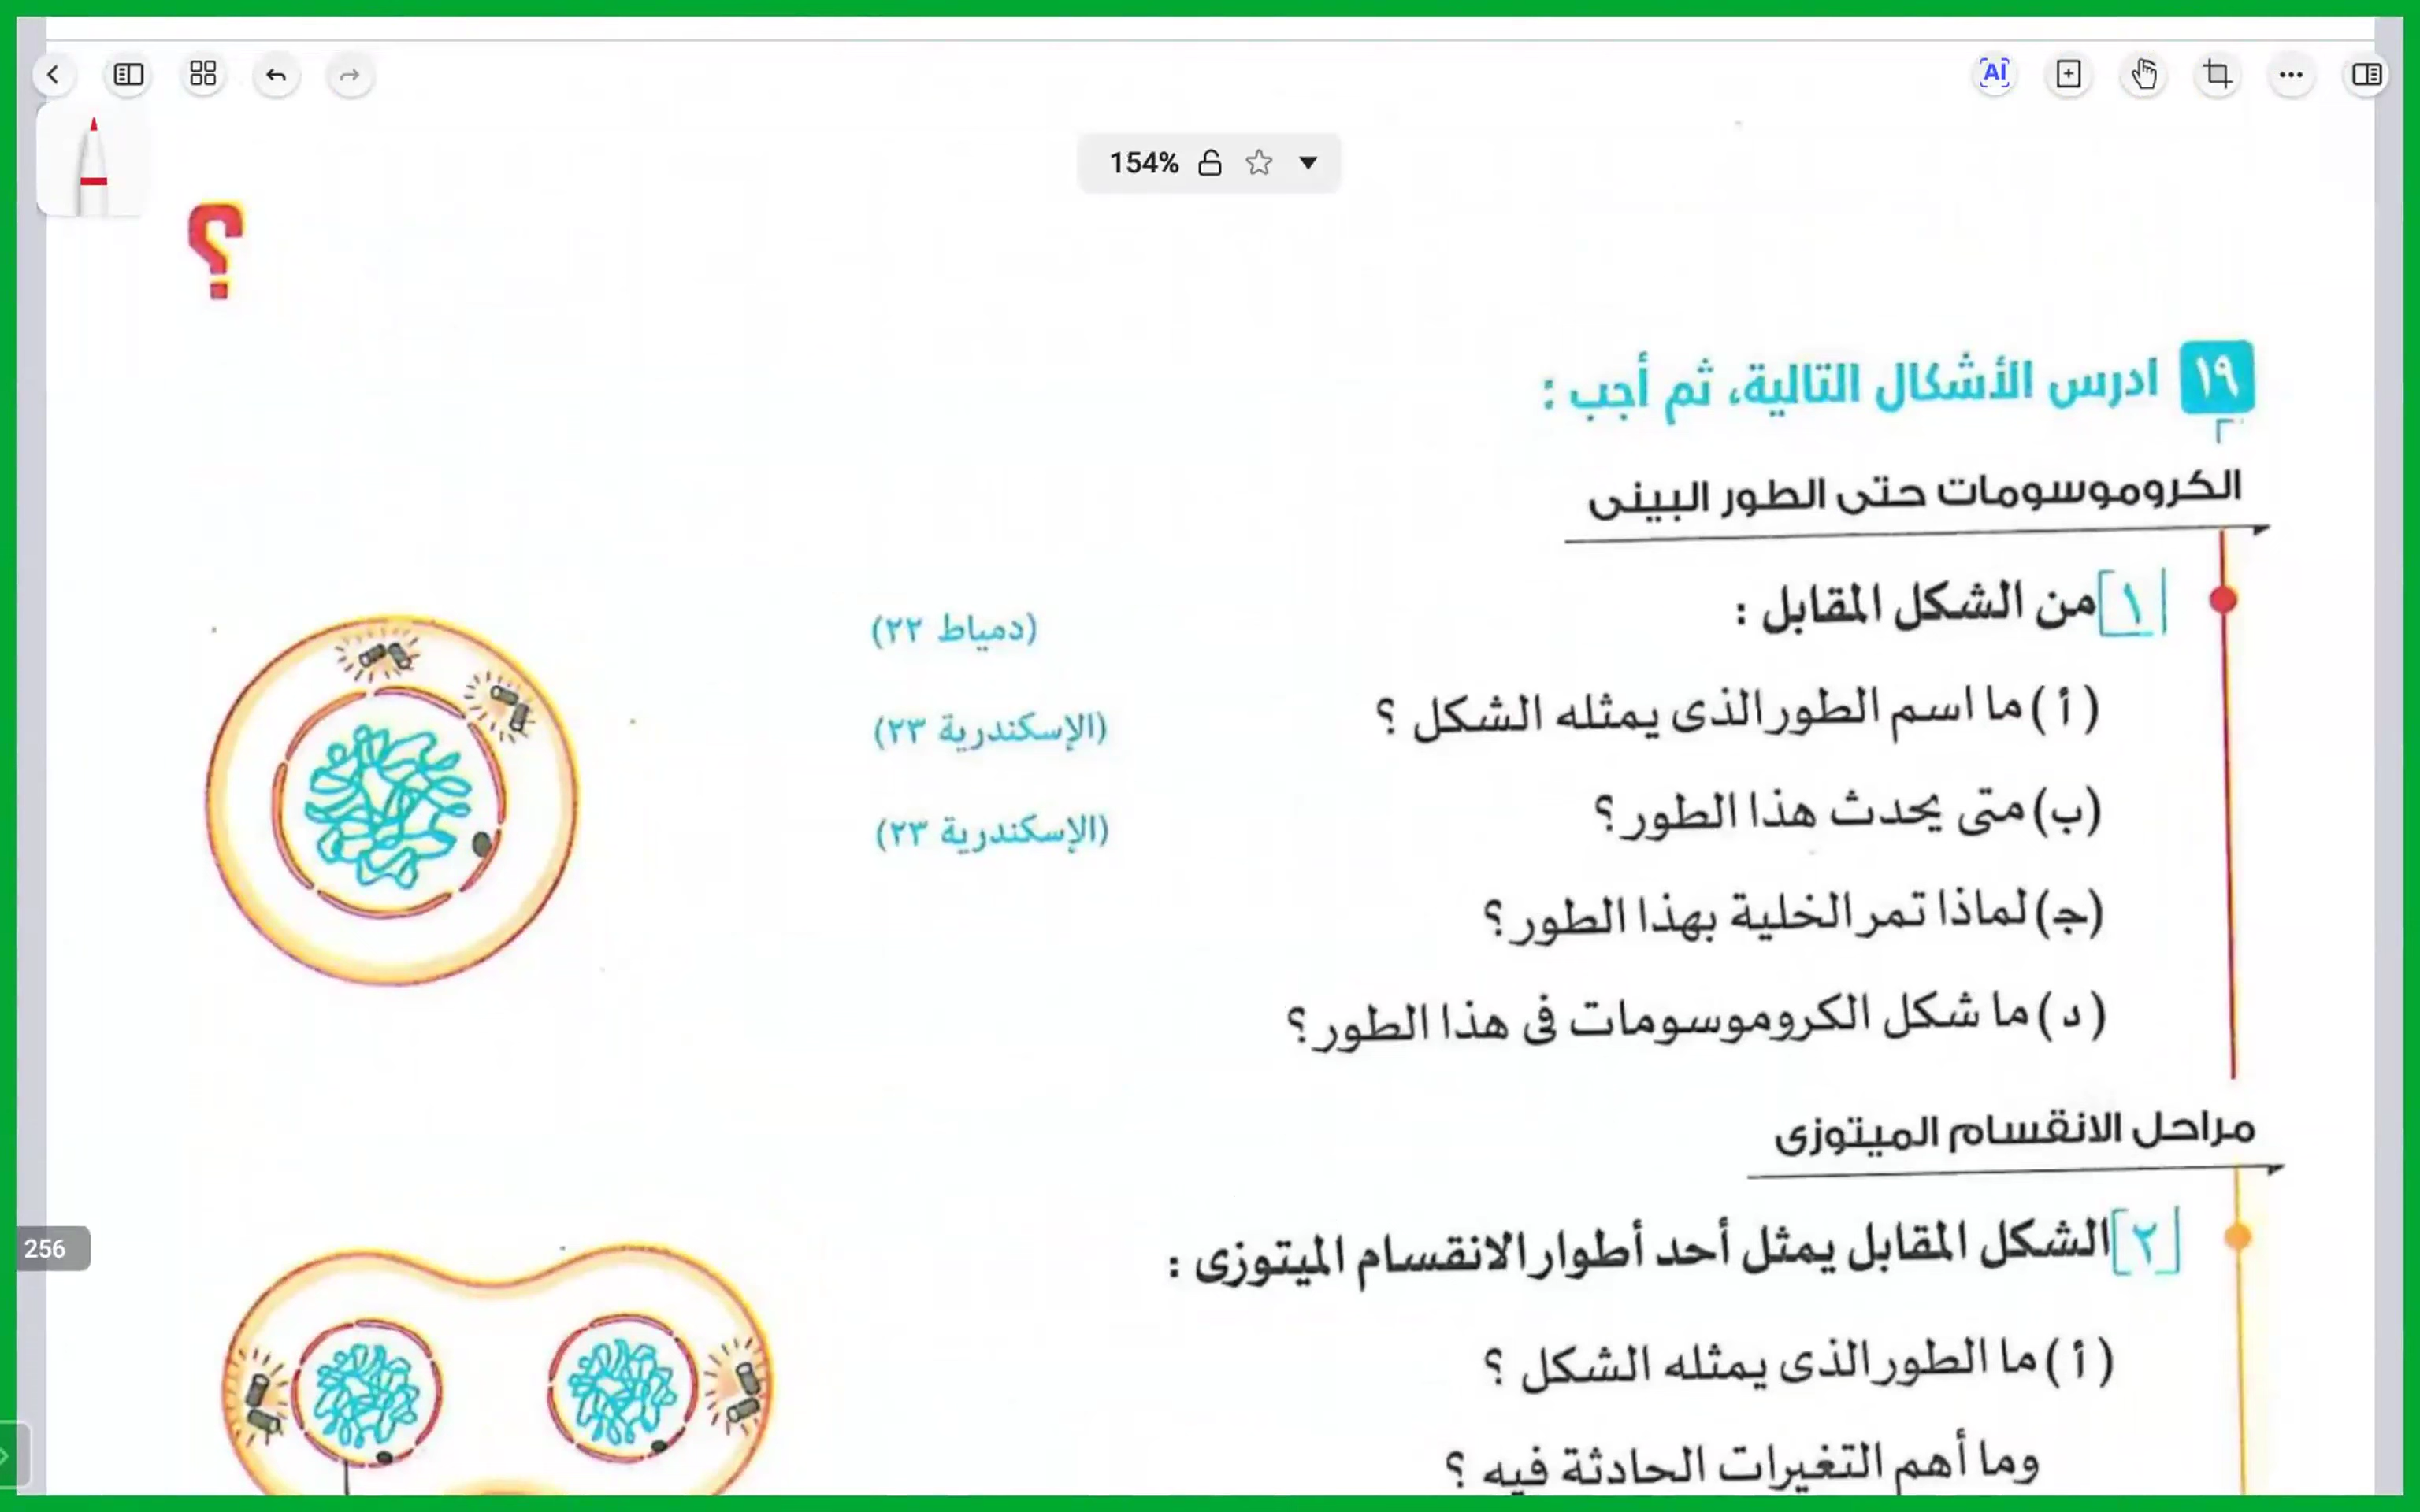 154%
؟
١٩ ادرس الأشكال التالية، ثم أجب :
الكروموسومات حتى الطور البينى
[١] من الشكل المقابل : (دمياط ٢٢)
(أ) ما اسم الطور الذى يمثله الشكل ؟ (الإسكندرية ٢٣)
(ب) متى يحدث هذا الطور؟ (الإسكندرية ٢٣)
(جـ) لماذا تمر الخلية بهذا الطور؟
(د) ما شكل الكروموسومات فى هذا الطور؟
مراحل الانقسام الميتوزى
[٢] الشكل المقابل يمثل أحد أطوار الانقسام الميتوزى :
256
(أ) ما الطور الذى يمثله الشكل ؟
وما أهم التغيرات الحادثة فيه ؟
AI